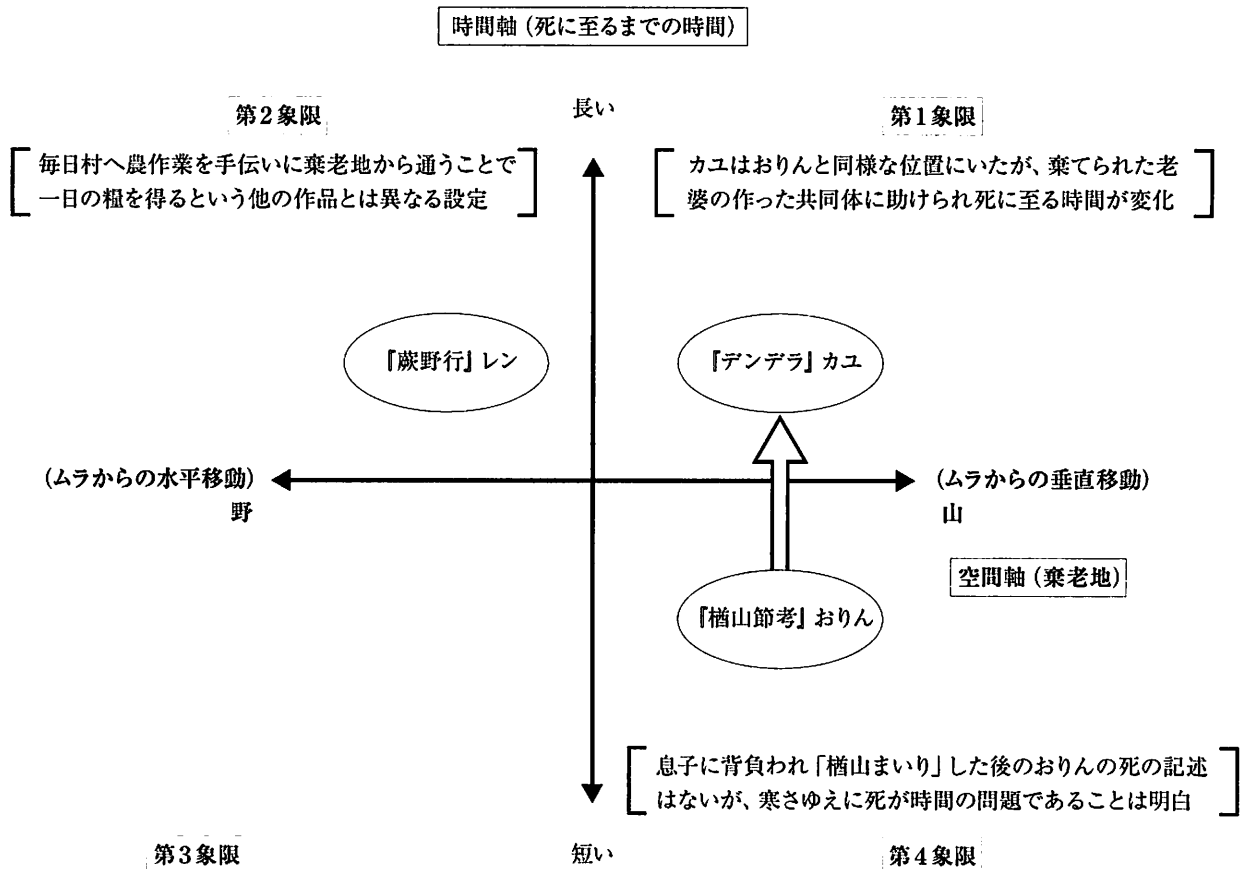 時間軸（死に至るまでの時間）
第2象限
長い
第1象限
毎日村へ農作業を手伝いに棄老地から通うことで
一日の糧を得るという他の作品とは異なる設定
カユはおりんと同様な位置にいたが、棄てられた老
婆の作った共同体に助けられ死に至る時間が変化
『蕨野行』レン
『デンデラ』カユ
（ムラからの水平移動）
野
（ムラからの垂直移動）
山
空間軸（棄老地）
『楢山節考』おりん
息子に背負われ「楢山まいり」した後のおりんの死の記述
はないが、寒さゆえに死が時間の問題であることは明白
第3象限
短い
第4象限